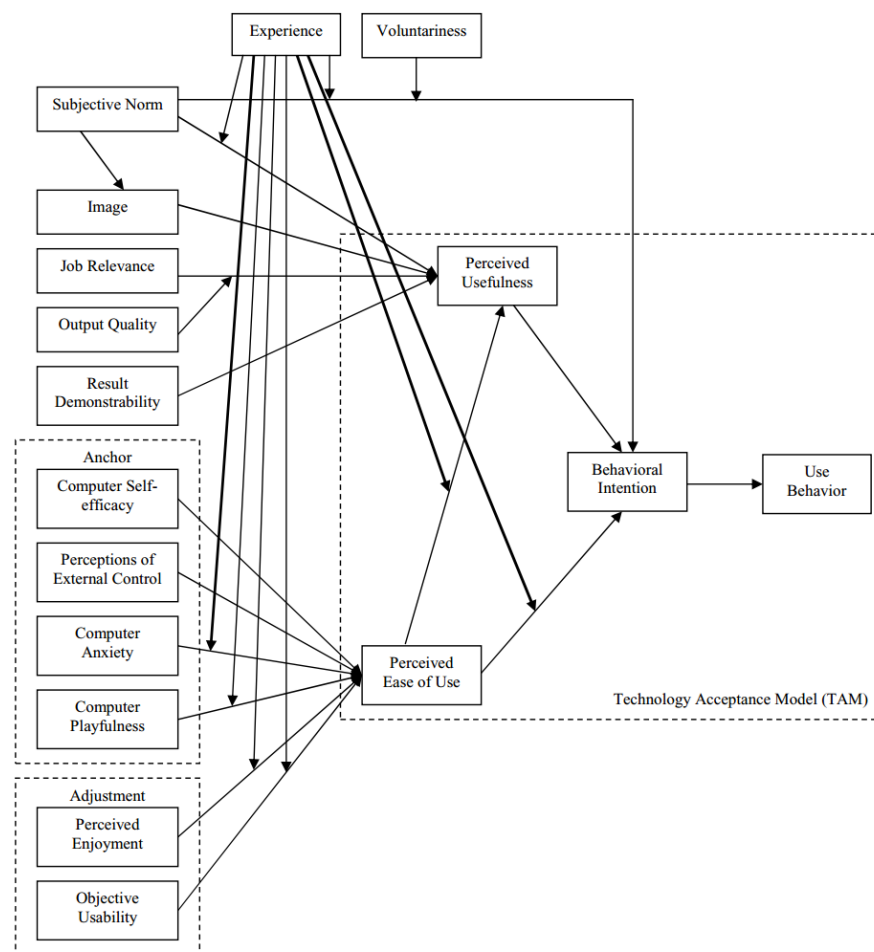 Experience
Voluntariness
Subjective Norm
Image
Job Relevance
Output Quality
Result
Demonstrability
Perceived
Usefulness
Anchor
Computer Self-
efficacy
Perceptions of
External Control
Computer
Anxiety
Computer
Playfulness
Behavioral
Intention
Use
Behavior
Perceived
Ease of Use
Technology Acceptance Model (TAM)
Adjustment
Perceived
Enjoyment
Objective
Usability